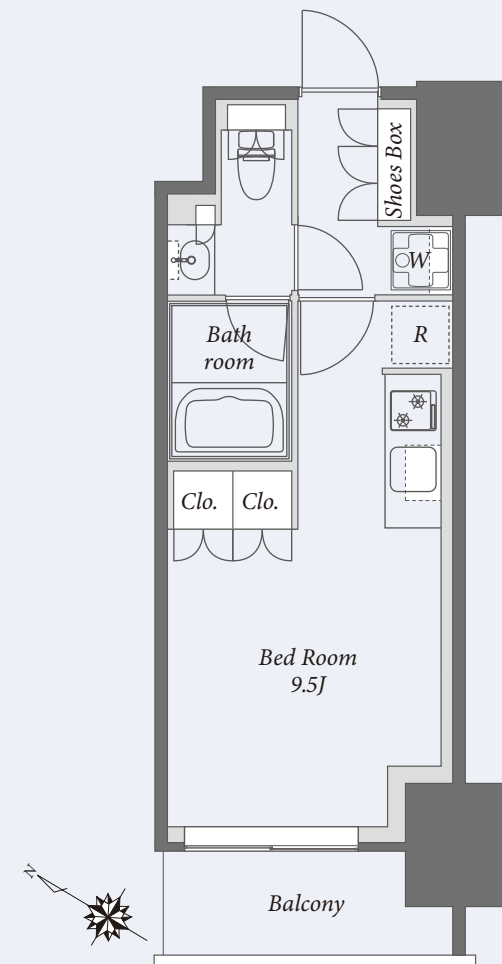 Shoes Box
W
Bath
room
R
Clo.
Clo.
Bed Room
9.5J
N
Balcony